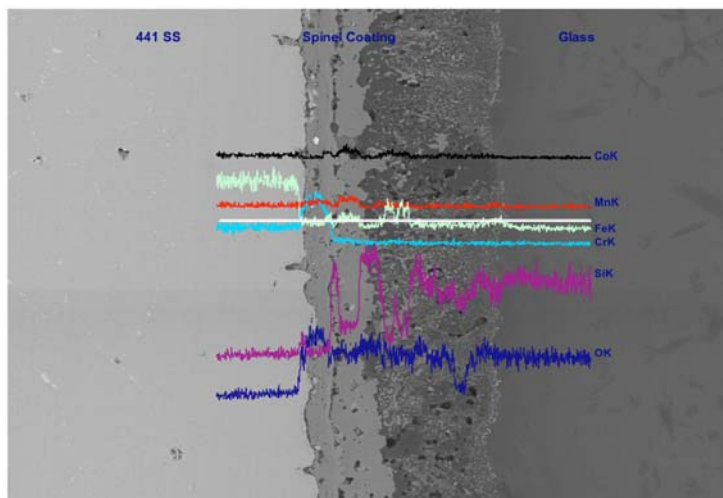 441 SS
Spinel Coating
Glass
CoK
MnK
FeK
CrK
SiK
OK